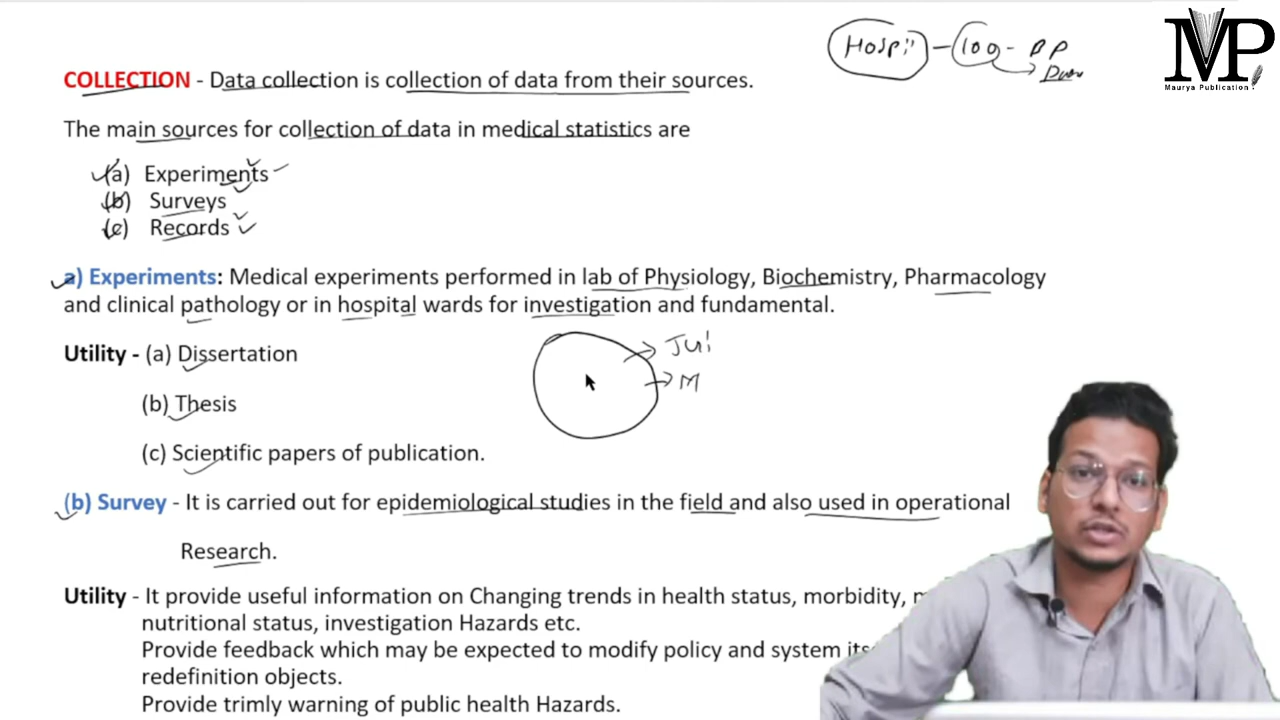 Hospi - 100 - BP
MP
Maurya Publication
COLLECTION - Data collection is collection of data from their sources.
The main sources for collection of data in medical statistics are
(a) Experiments
(b) Surveys
(c) Records
a) Experiments: Medical experiments performed in lab of Physiology, Biochemistry, Pharmacology
and clinical pathology or in hospital wards for investigation and fundamental.
Utility - (a) Dissertation
(b) Thesis
(c) Scientific papers of publication.
M
(b) Survey - It is carried out for epidemiological studies in the field and also used in operational
Research.
Utility - It provide useful information on Changing trends in health status, morbidity,
nutritional status, investigation Hazards etc.
Provide feedback which may be expected to modify policy and system
redefinition objects.
Provide trimly warning of public health Hazards.